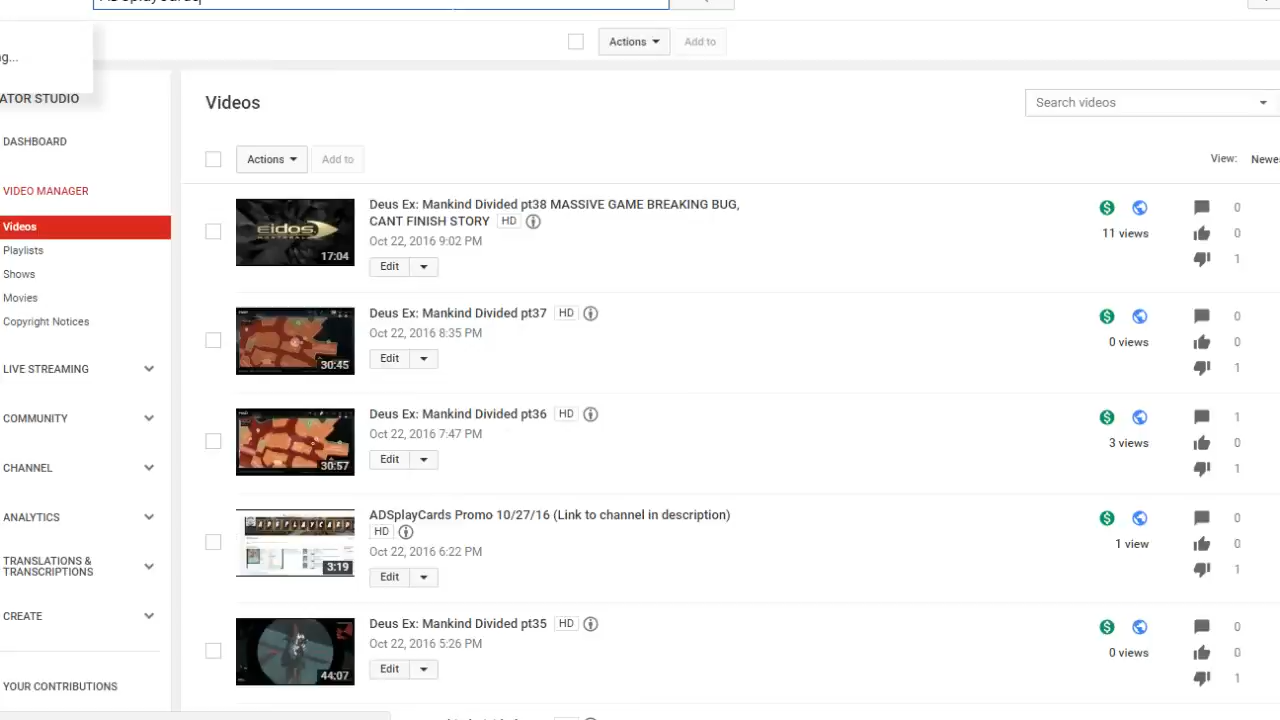 ADSplayCards
Actions
Add to
g...
ATOR STUDIO
Videos
Search videos
DASHBOARD
Actions
Add to
View:
Newe
VIDEO MANAGER
Videos
Playlists
Shows
Movies
Copyright Notices
LIVE STREAMING
COMMUNITY
CHANNEL
ANALYTICS
TRANSLATIONS &
TRANSCRIPTIONS
CREATE
YOUR CONTRIBUTIONS
eidos
MONTREAL
17:04
Deus Ex: Mankind Divided pt38 MASSIVE GAME BREAKING BUG,
CANT FINISH STORY HD
Oct 22, 2016 9:02 PM
Edit
11 views
0
0
1
30:45
Deus Ex: Mankind Divided pt37 HD
Oct 22, 2016 8:35 PM
Edit
0 views
0
0
1
30:57
Deus Ex: Mankind Divided pt36 HD
Oct 22, 2016 7:47 PM
Edit
3 views
1
0
1
3:19
ADSplayCards Promo 10/27/16 (Link to channel in description)
HD
Oct 22, 2016 6:22 PM
Edit
1 view
0
0
1
44:07
Deus Ex: Mankind Divided pt35 HD
Oct 22, 2016 5:26 PM
Edit
0 views
0
0
1